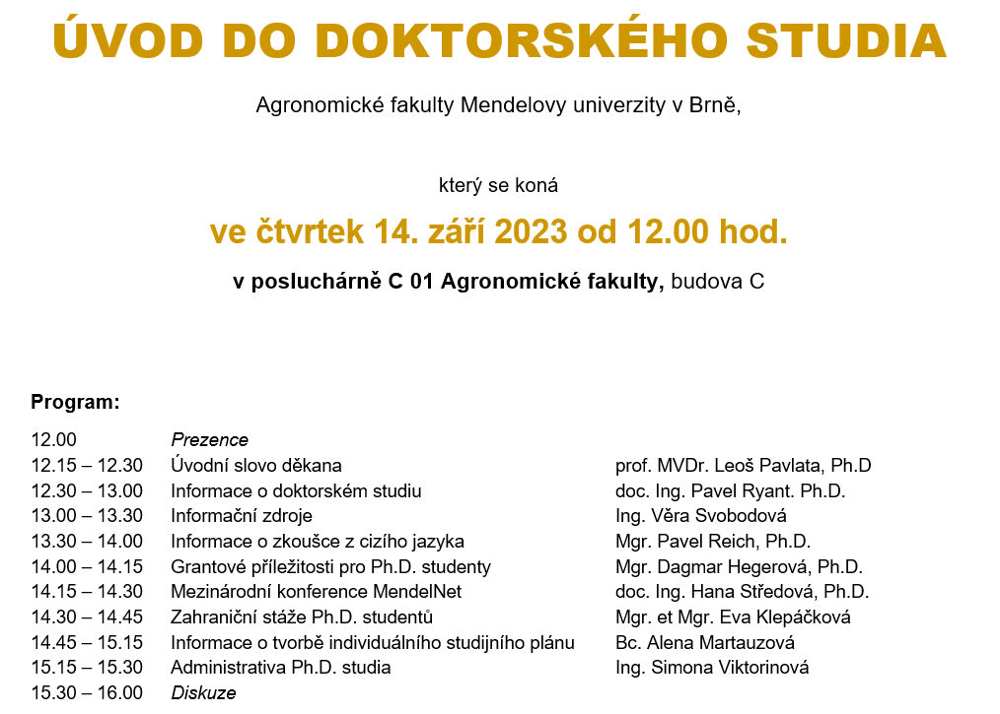 ÚVOD DO DOKTORSKÉHO STUDIA
Agronomické fakulty Mendelovy univerzity v Brně,
který se koná
ve čtvrtek 14. září 2023 od 12.00 hod.
v posluchárně C 01 Agronomické fakulty, budova C
Program:
12.00 Prezence
12.15 – 12.30 Úvodní slovo děkana prof. MVDr. Leoš Pavlata, Ph.D
12.30 – 13.00 Informace o doktorském studiu doc. Ing. Pavel Ryant. Ph.D.
13.00 – 13.30 Informační zdroje Ing. Věra Svobodová
13.30 – 14.00 Informace o zkoušce z cizího jazyka Mgr. Pavel Reich, Ph.D.
14.00 – 14.15 Grantové příležitosti pro Ph.D. studenty Mgr. Dagmar Hegerová, Ph.D.
14.15 – 14.30 Mezinárodní konference MendelNet doc. Ing. Hana Středová, Ph.D.
14.30 – 14.45 Zahraniční stáže Ph.D. studentů Mgr. et Mgr. Eva Klepáčková
14.45 – 15.15 Informace o tvorbě individuálního studijního plánu Bc. Alena Martauzová
15.15 – 15.30 Administrativa Ph.D. studia Ing. Simona Viktorinová
15.30 – 16.00 Diskuze